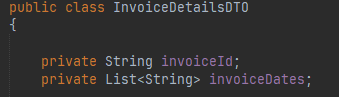 public class InvoiceDetailsDTO
{
private String invoiceId;
private List<String> invoiceDates;